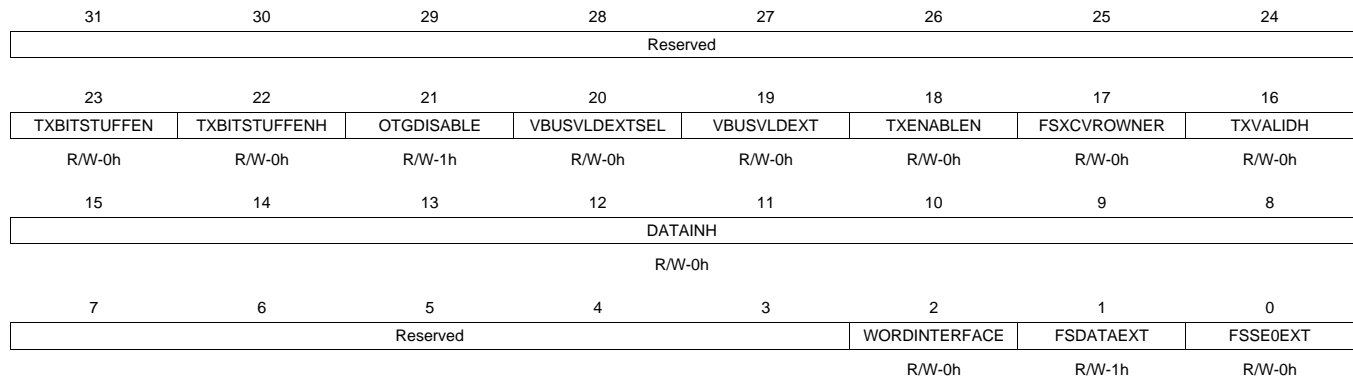 31 30 29 28 27 26 25 24
Reserved
23 22 21 20 19 18 17 16
TXBITSTUFFEN TXBITSTUFFENH OTGDISABLE VBUSVLDEXTSEL VBUSVLDEXT TXENABLEN FSXCVROWNER TXVALIDH
R/W-0h R/W-0h R/W-1h R/W-0h R/W-0h R/W-0h R/W-0h R/W-0h
15 14 13 12 11 10 9 8
DATAINH
R/W-0h
7 6 5 4 3 2 1 0
Reserved WORDINTERFACE FSDATAEXT FSSE0EXT
R/W-0h R/W-1h R/W-0h